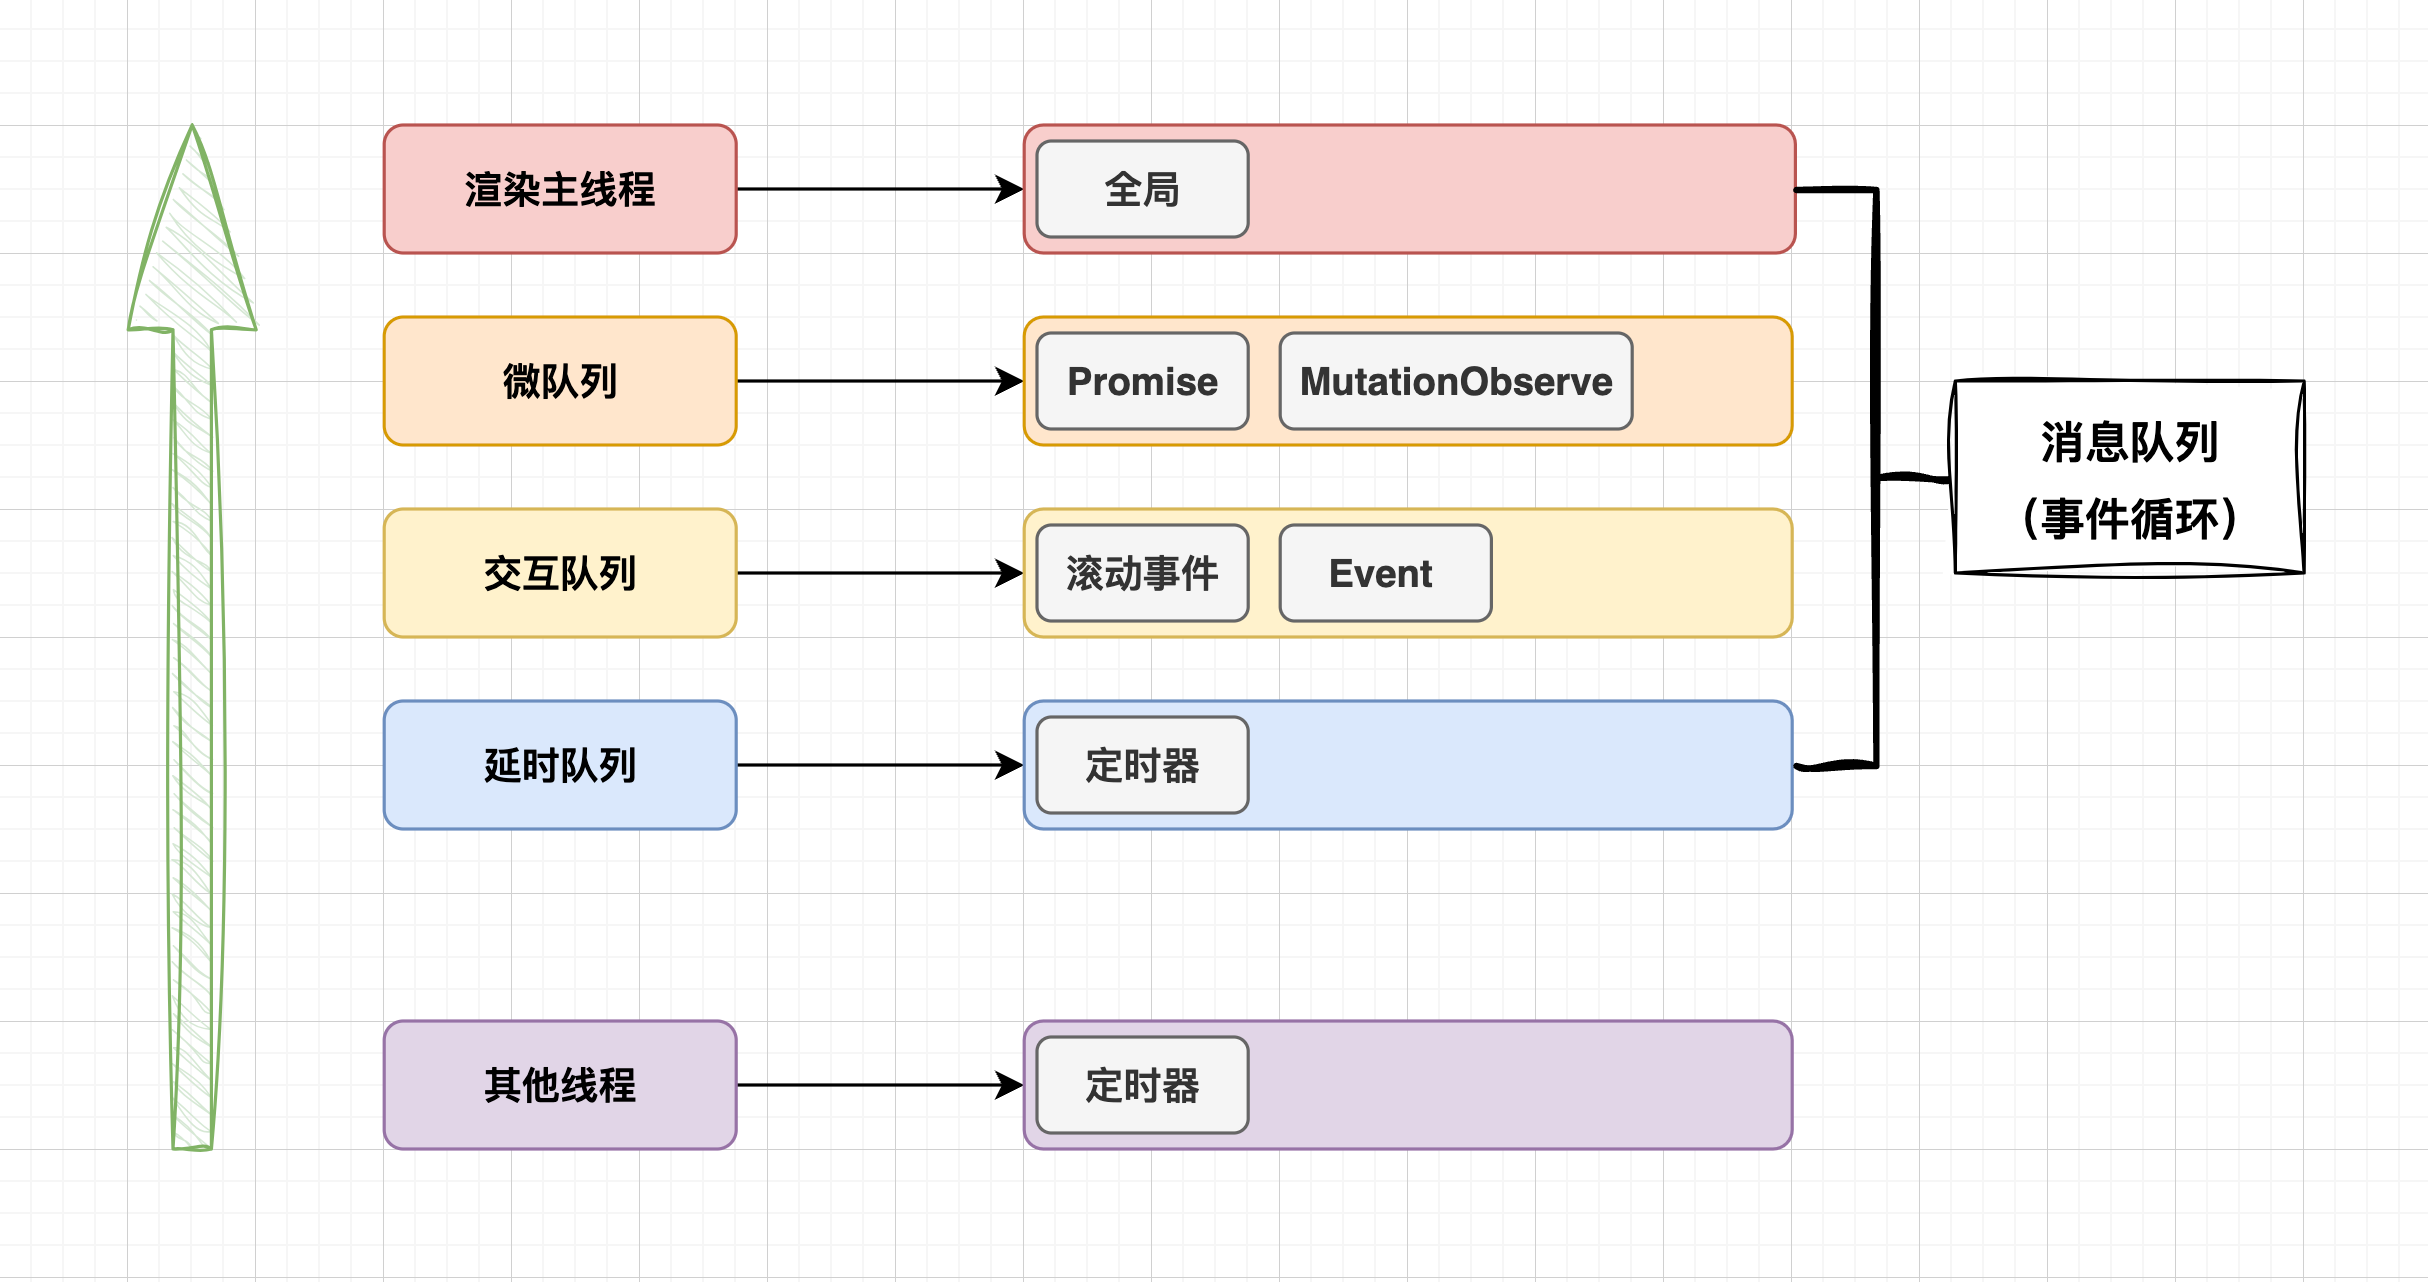 渲染主线程
全局
微队列
Promise
MutationObserve
消息队列
（事件循环）
交互队列
滚动事件
Event
延时队列
定时器
其他线程
定时器